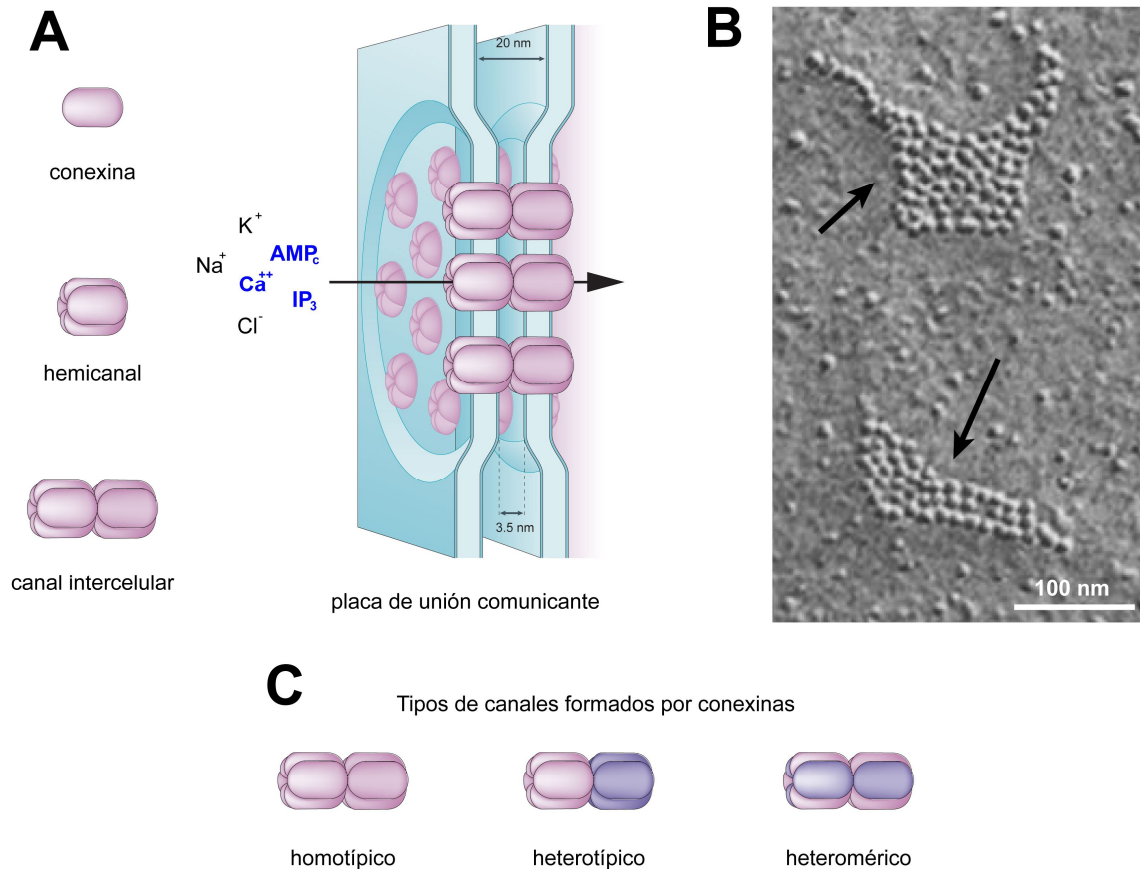 A
conexina
hemicanal
canal intercelular
K+
Na+
AMPc
Ca++
IP3
Cl-
20 nm
3.5 nm
placa de unión comunicante
B
100 nm
C
Tipos de canales formados por conexinas
homotípico
heterotípico
heteromérico